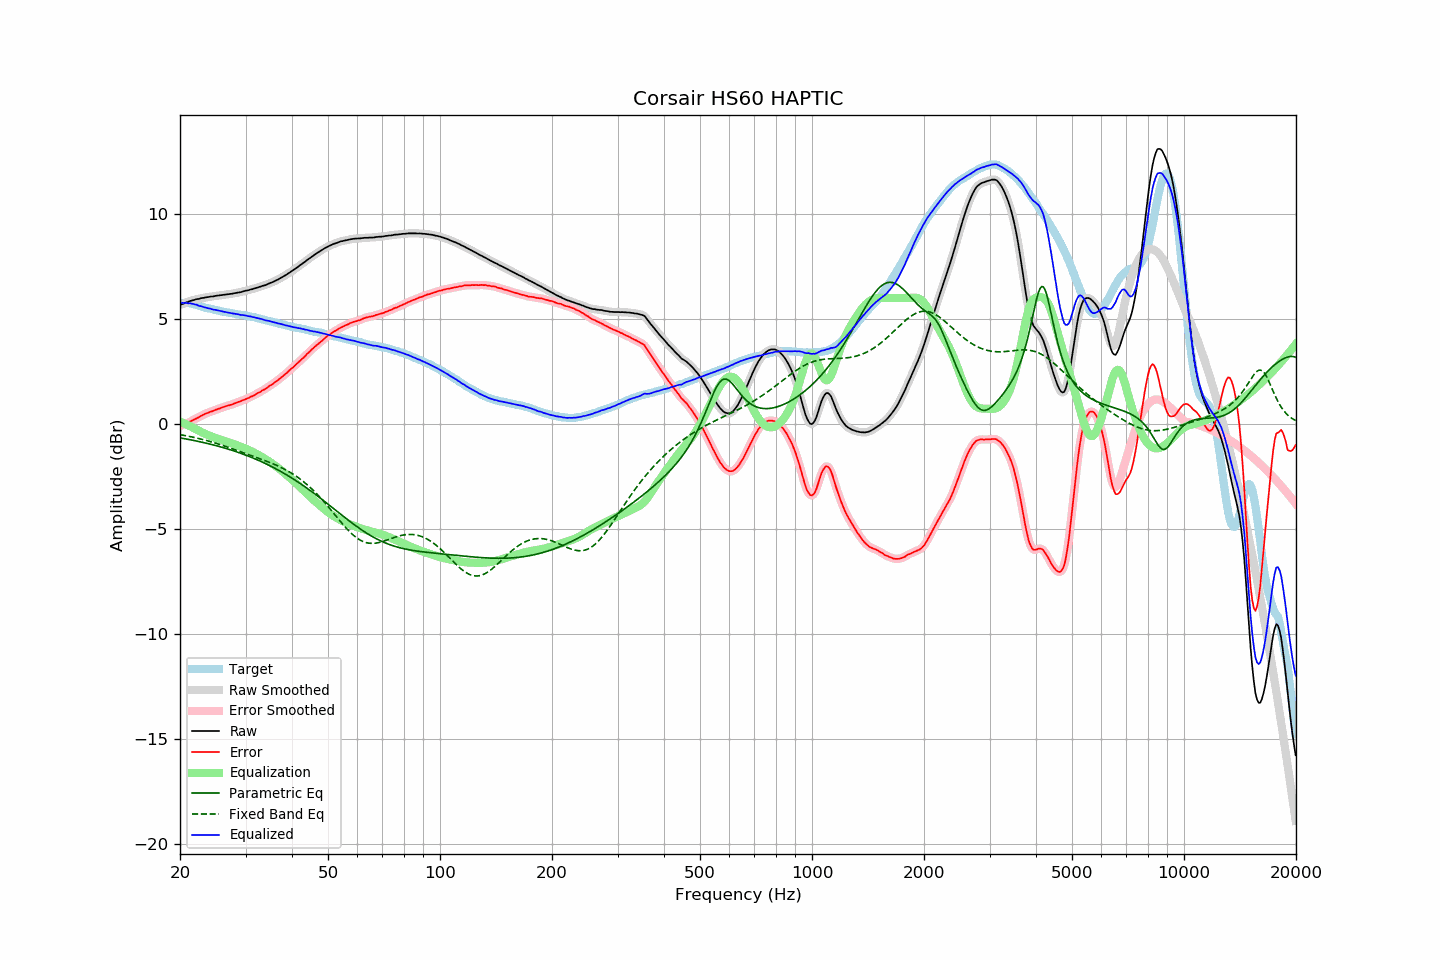 Corsair HS60 HAPTIC
Amplitude (dBr)
10
5
0
−5
−10
−15
−20
Target
Raw Smoothed
Error Smoothed
Raw
Error
Equalization
Parametric Eq
Fixed Band Eq
Equalized
20 50 100 200 500 1000 2000 5000 10000 20000
Frequency (Hz)